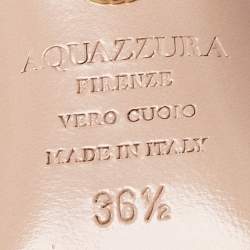 AQUAZZURA
FIRENZE
VERO CUOIO
MADE IN ITALY
36½